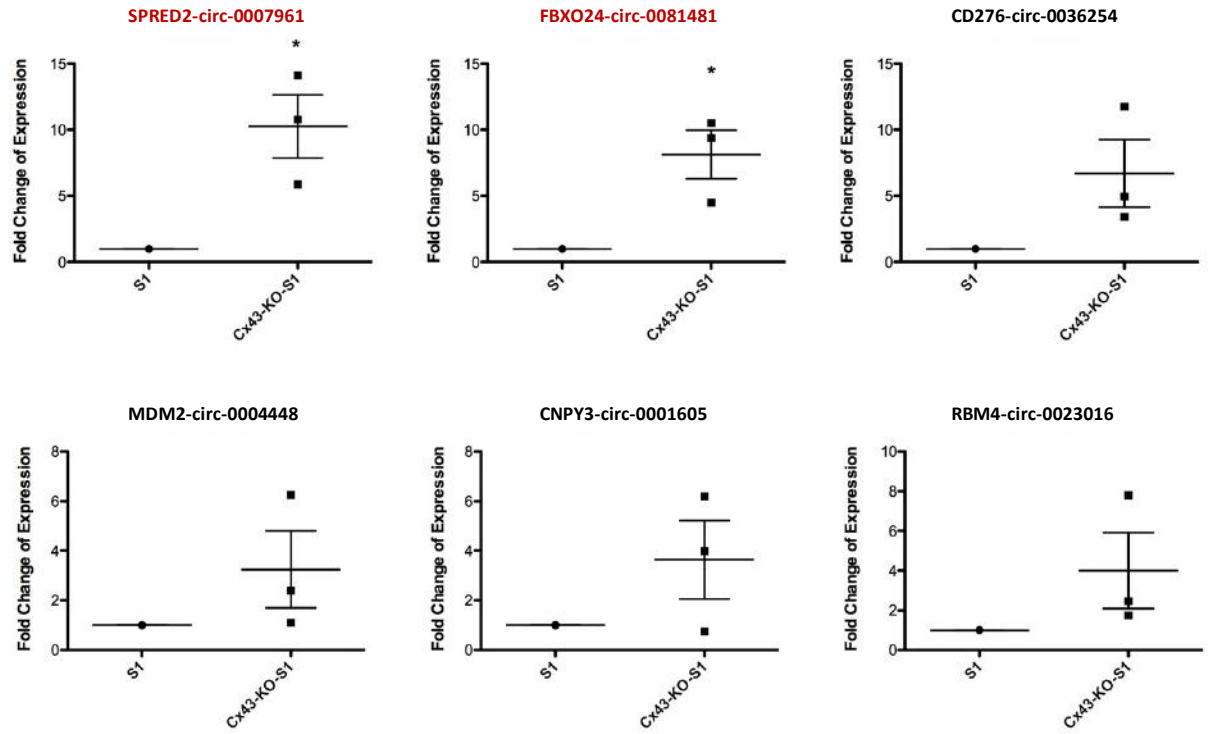 SPRED2-circ-0007961
FBXO24-circ-0081481
CD276-circ-0036254
*
*
Fold Change of Expression
15
10
5
0
S1
Cx43-KO-S1
Fold Change of Expression
15
10
5
0
S1
Cx43-KO-S1
Fold Change of Expression
15
10
5
0
S1
Cx43-KO-S1
MDM2-circ-0004448
CNPY3-circ-0001605
RBM4-circ-0023016
Fold Change of Expression
8
6
4
2
0
S1
Cx43-KO-S1
Fold Change of Expression
8
6
4
2
0
S1
Cx43-KO-S1
Fold Change of Expression
10
8
6
4
2
0
S1
Cx43-KO-S1